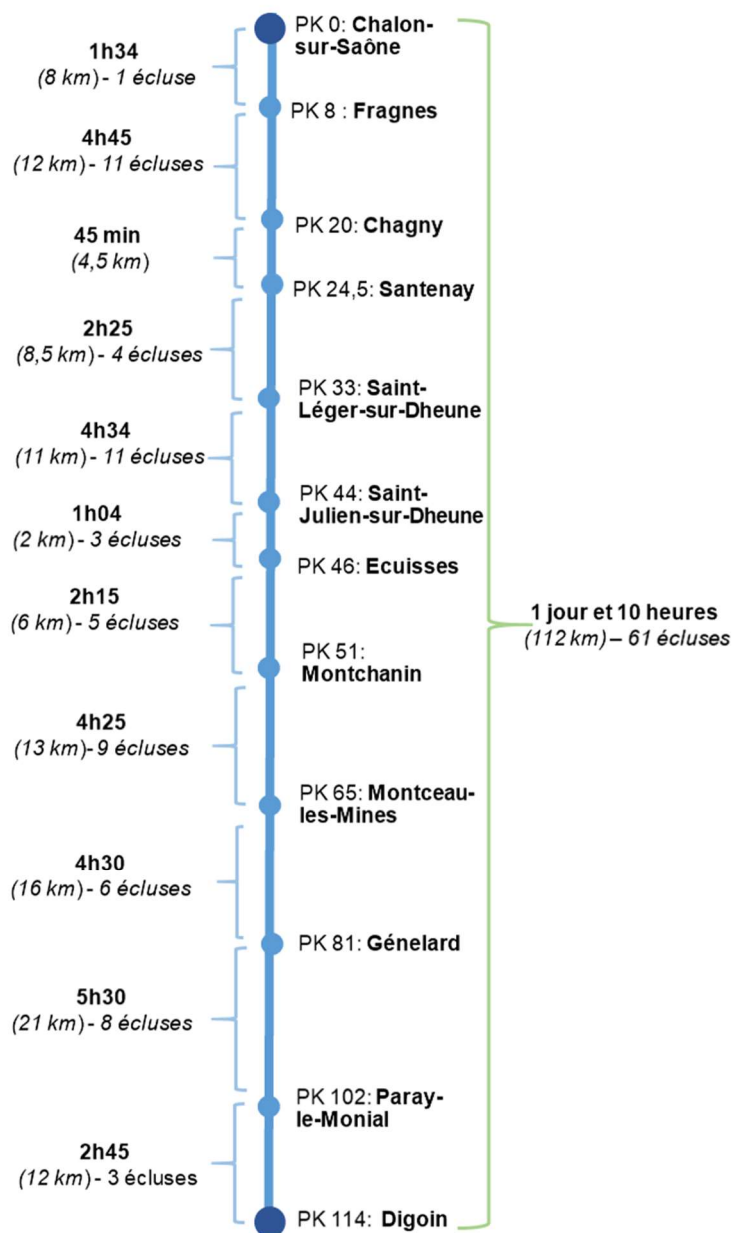 PK 0: Chalon-
sur-Saône
1h34
(8 km) - 1 écluse
PK 8 : Fragnes
4h45
(12 km) - 11 écluses
PK 20: Chagny
45 min
(4,5 km)
PK 24,5: Santenay
2h25
(8,5 km) - 4 écluses
PK 33: Saint-
Léger-sur-Dheune
4h34
(11 km) - 11 écluses
PK 44: Saint-
Julien-sur-Dheune
1h04
(2 km) - 3 écluses
PK 46: Ecuisses
2h15
(6 km) - 5 écluses
PK 51:
Montchanin
4h25
(13 km)- 9 écluses
PK 65: Montceau-
les-Mines
4h30
(16 km) - 6 écluses
PK 81: Génelard
5h30
(21 km) - 8 écluses
PK 102: Paray-
le-Monial
2h45
(12 km) - 3 écluses
PK 114: Digoin
1 jour et 10 heures
(112 km) – 61 écluses